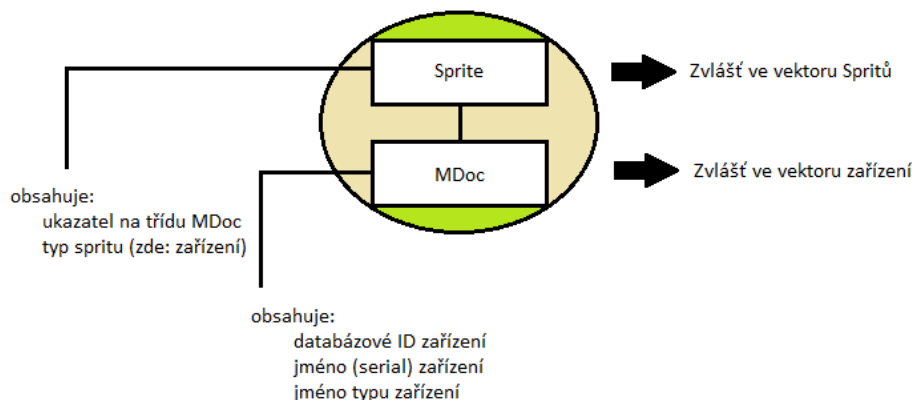 Sprite
Zvlášť ve vektoru Spritů
MDoc
Zvlášť ve vektoru zařízení
obsahuje:
ukazatel na třídu MDoc
typ spritu (zde: zařízení)
obsahuje:
databázové ID zařízení
jméno (serial) zařízení
jméno typu zařízení